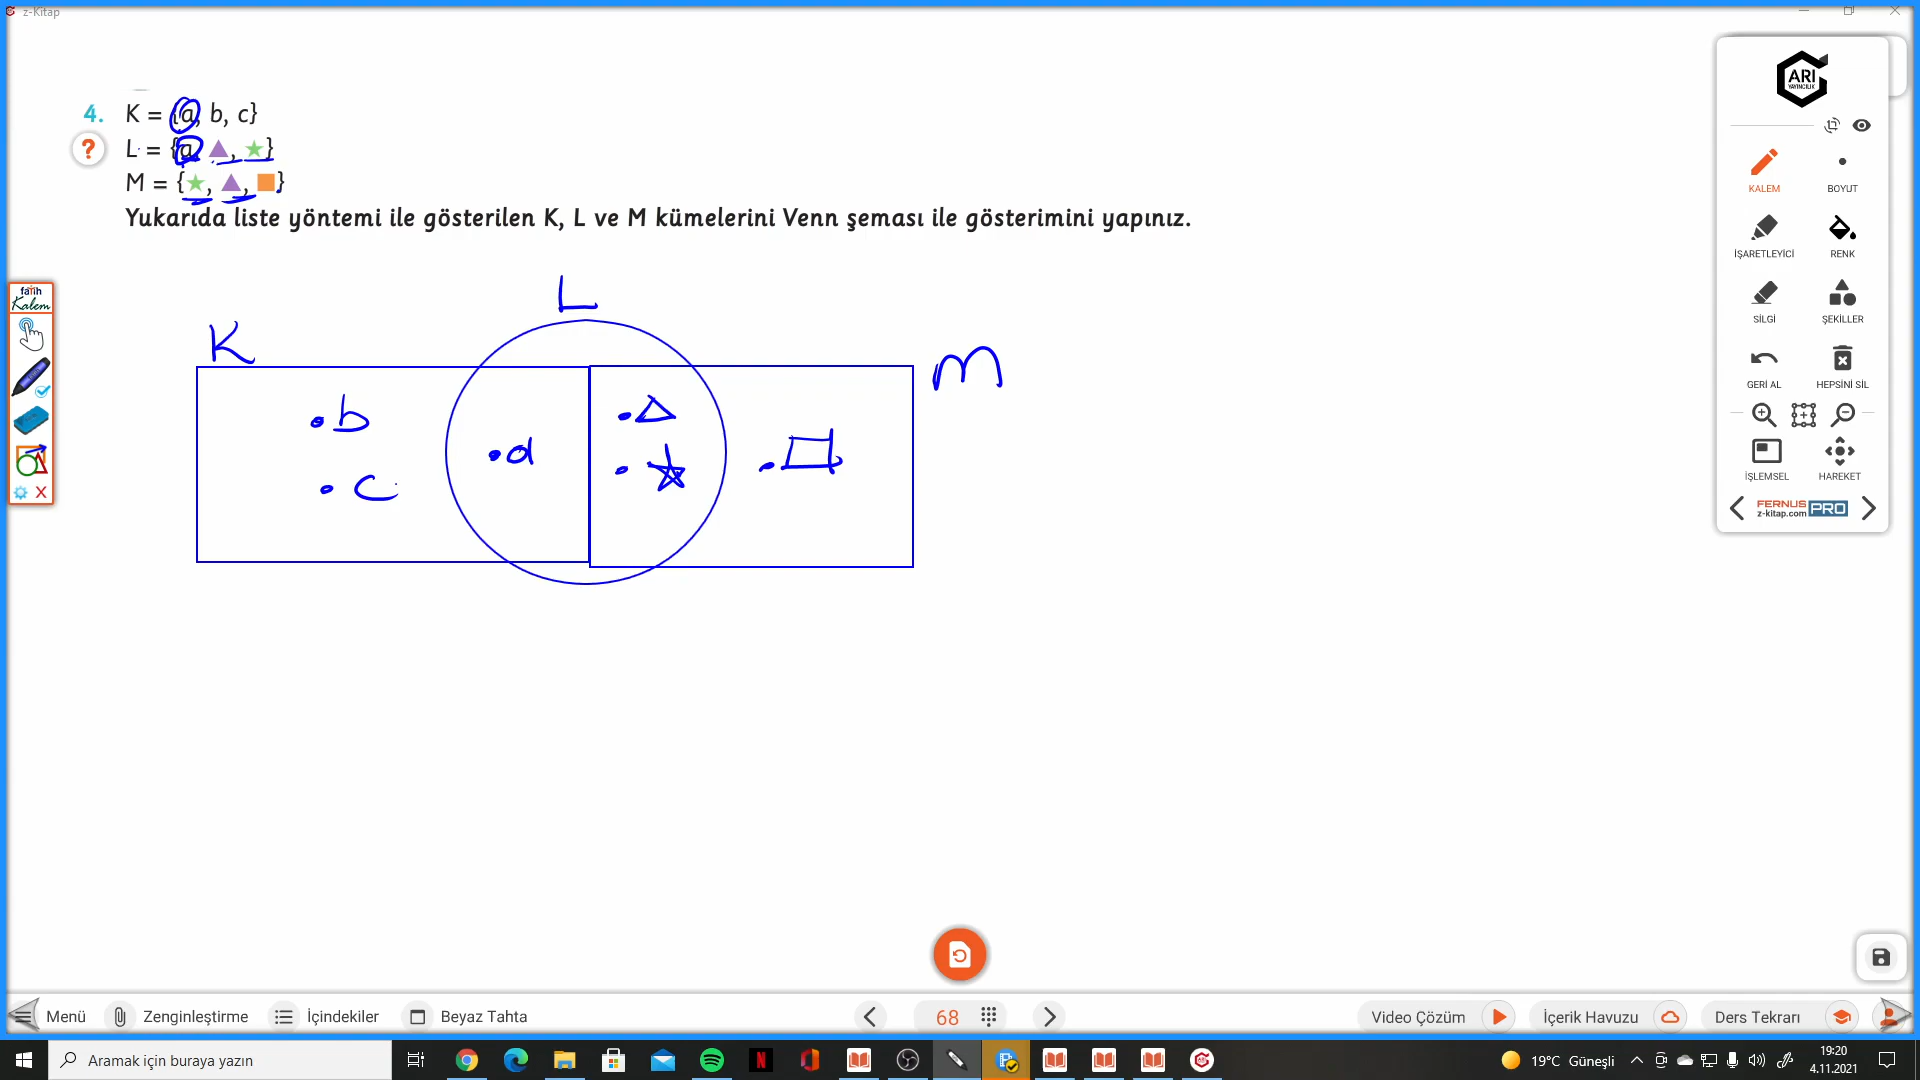 z-Kitap
4. K = {a, b, c}
? L = {a, ▲, ★}
M = {★, ▲, ■}
Yukarıda liste yöntemi ile gösterilen K, L ve M kümelerini Venn şeması ile gösterimini yapınız.
L
K
M
b
a
c
fatih
Kalem
ARI
YAYINCILIK
KALEM
BOYUT
İŞARETLEYİCİ
RENK
SİLGİ
ŞEKİLLER
GERİ AL
HEPSİNİ SİL
İŞLEMSEL
HAREKET
FERNUS
z-kitap.com PRO
Menü Zenginleştirme İçindekiler Beyaz Tahta 68 Video Çözüm İçerik Havuzu Ders Tekrarı
Aramak için buraya yazın
19°C Güneşli
19:20
4.11.2021